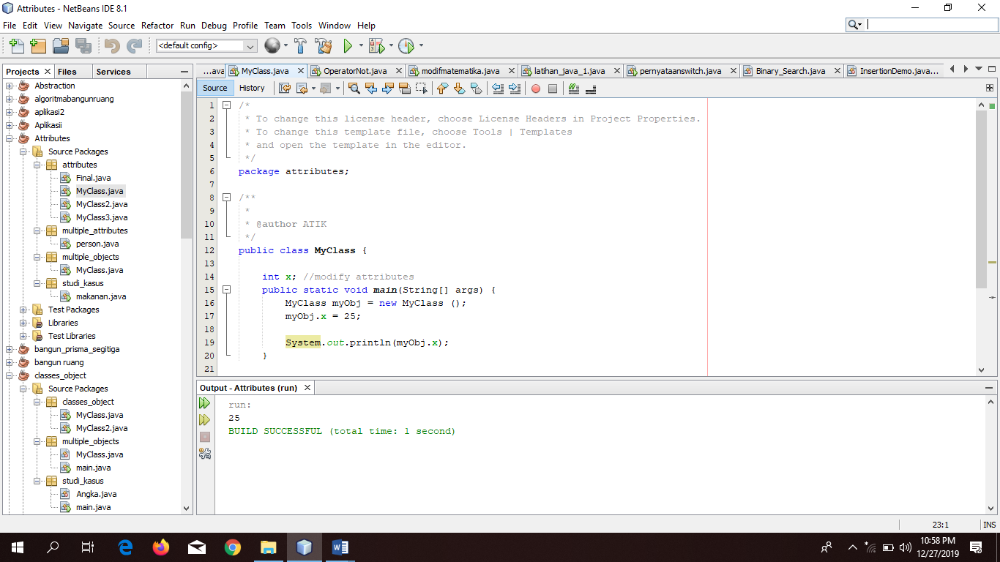 Attributes - NetBeans IDE 8.1
File Edit View Navigate Source Refactor Run Debug Profile Team Tools Window Help
<default config>
Projects Files Services
Abstraction
algoritmabangunruang
aplikasi2
Aplikasii
Attributes
Source Packages
attributes
Final.java
MyClass.java
MyClass2.java
MyClass3.java
multiple_attributes
person.java
multiple_objects
MyClass.java
studi_kasus
makanan.java
Test Packages
Libraries
Test Libraries
bangun_prisma_segitiga
bangun ruang
classes_object
Source Packages
classes_object
MyClass.java
MyClass2.java
multiple_objects
MyClass.java
main.java
studi_kasus
Angka.java
main.java
...ava MyClass.java OperatorNot.java modifmatematika.java latihan_java_1.java pernyataanswitch.java Binary_Search.java InsertionDemo.java...
Source History
1 /*
2 * To change this license header, choose License Headers in Project Properties.
3 * To change this template file, choose Tools | Templates
4 * and open the template in the editor.
5 */
6 package attributes;
7
8 /**
9 *
10 * @author ATIK
11 */
12 public class MyClass {
13
14 int x; //modify attributes
15 public static void main(String[] args) {
16 MyClass myObj = new MyClass ();
17 myObj.x = 25;
18
19 System.out.println(myObj.x);
20 }
21
Output - Attributes (run)
run:
25
BUILD SUCCESSFUL (total time: 1 second)
23:1 INS
10:58 PM
12/27/2019